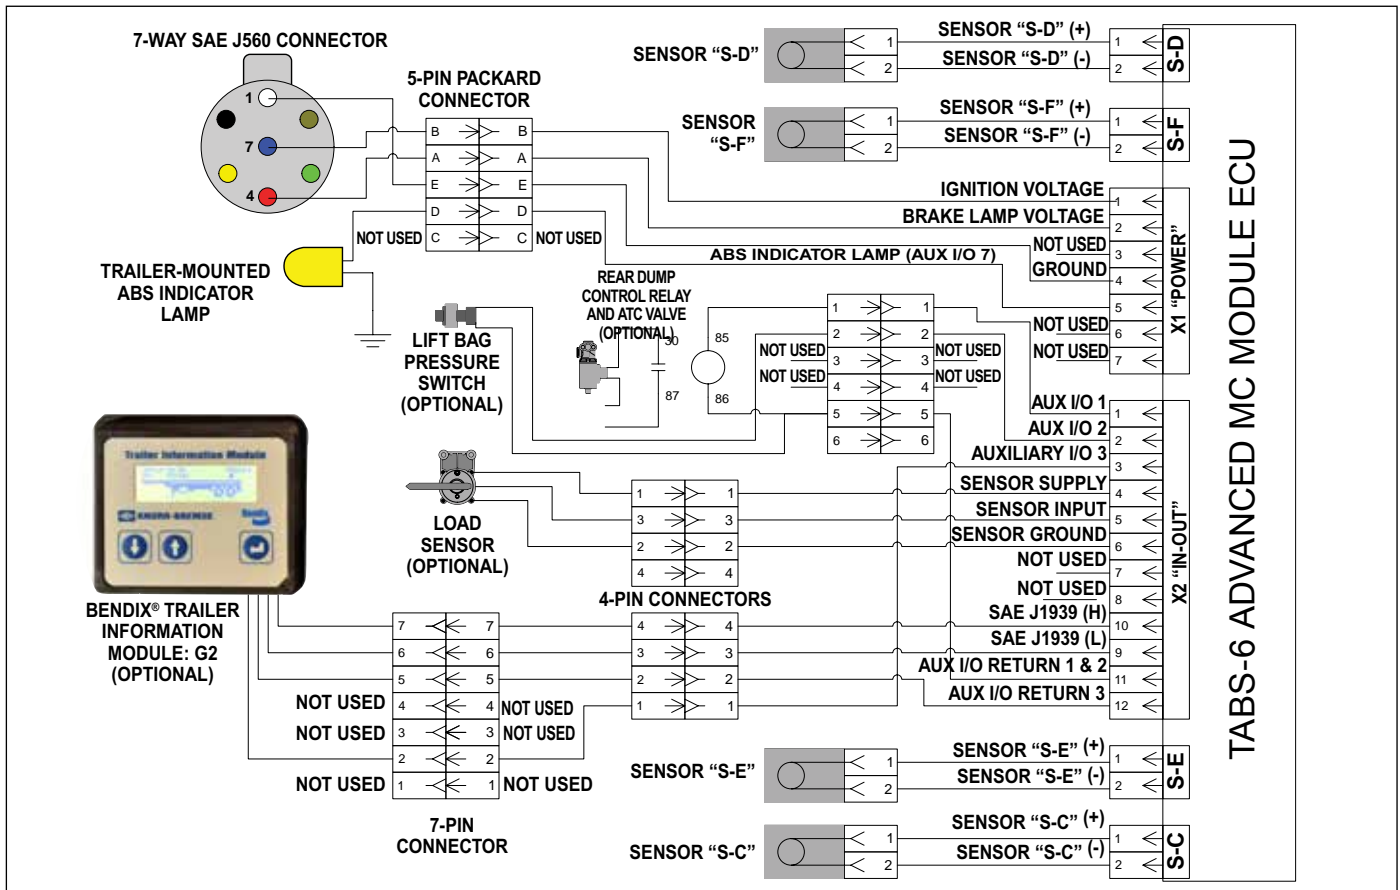 7-WAY SAE J560 CONNECTOR
1
7
4
5-PIN PACKARD
CONNECTOR
B B
A A
E E
D D
NOT USED C C NOT USED
TRAILER-MOUNTED
ABS INDICATOR
LAMP
SENSOR “S-D”
1
2
SENSOR “S-D” (+)
SENSOR “S-D” (-)
1
2
S-D
SENSOR
“S-F”
1
2
SENSOR “S-F” (+)
SENSOR “S-F” (-)
1
2
S-F
IGNITION VOLTAGE
BRAKE LAMP VOLTAGE
NOT USED
GROUND
ABS INDICATOR LAMP (AUX I/O 7)
NOT USED
NOT USED
1
2
3
4
5
6
7
X1 “POWER”
LIFT BAG
PRESSURE
SWITCH
(OPTIONAL)
REAR DUMP
CONTROL RELAY
AND ATC VALVE
(OPTIONAL)
30
87
85
86
1 1
2 2
NOT USED 3 3 NOT USED
NOT USED 4 4 NOT USED
5 5
6 6
AUX I/O 1
AUX I/O 2
AUXILIARY I/O 3
SENSOR SUPPLY
SENSOR INPUT
SENSOR GROUND
NOT USED
NOT USED
SAE J1939 (H)
SAE J1939 (L)
AUX I/O RETURN 1 & 2
AUX I/O RETURN 3
1
2
3
4
5
6
7
8
10
9
11
12
X2 “IN-OUT”
TABS-6 ADVANCED MC MODULE ECU
LOAD
SENSOR
(OPTIONAL)
1 1
3 3
2 2
4 4
4-PIN CONNECTORS
4 4
3 3
2 2
1 1
Trailer Information Module
KNORR-BREMSE
Bendix
BENDIX® TRAILER
INFORMATION
MODULE: G2
(OPTIONAL)
7 7
6 6
5 5
NOT USED 4 4 NOT USED
NOT USED 3 3 NOT USED
2 2
NOT USED 1 1 NOT USED
7-PIN
CONNECTOR
SENSOR “S-E”
1
2
SENSOR “S-E” (+)
SENSOR “S-E” (-)
1
2
S-E
SENSOR “S-C”
1
2
SENSOR “S-C” (+)
SENSOR “S-C” (-)
1
2
S-C